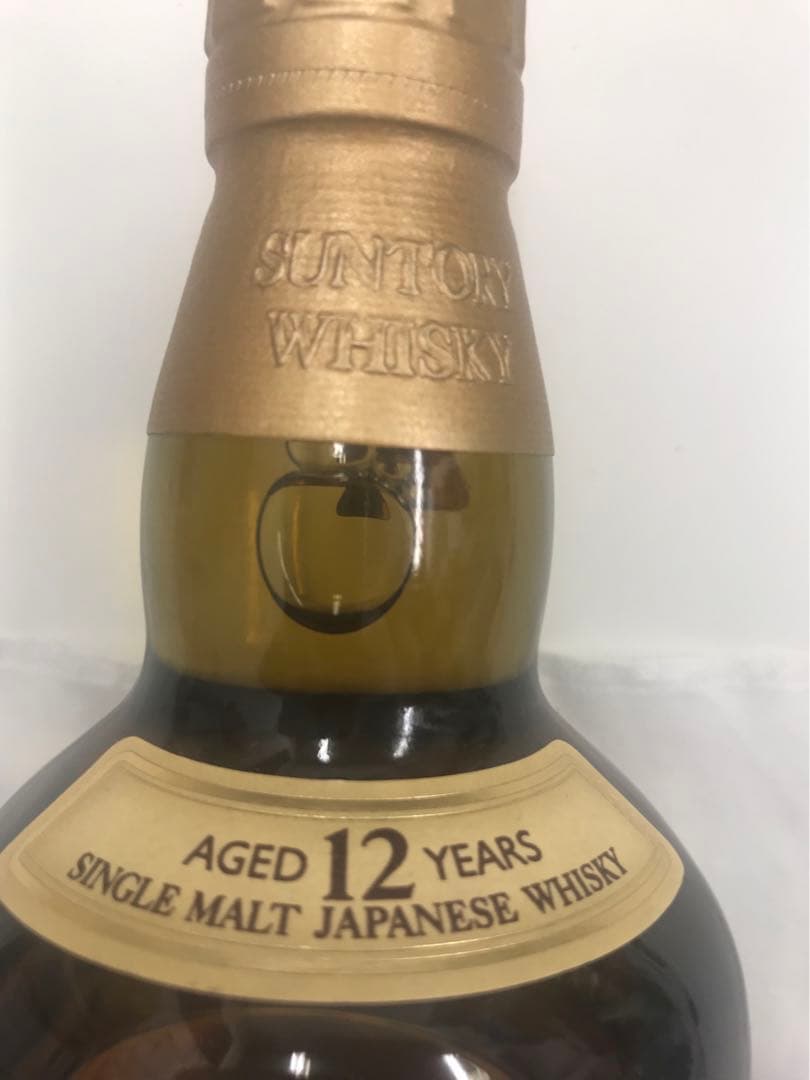 SUNTORY
WHISKY
AGED 12 YEARS
SINGLE MALT JAPANESE WHISKY